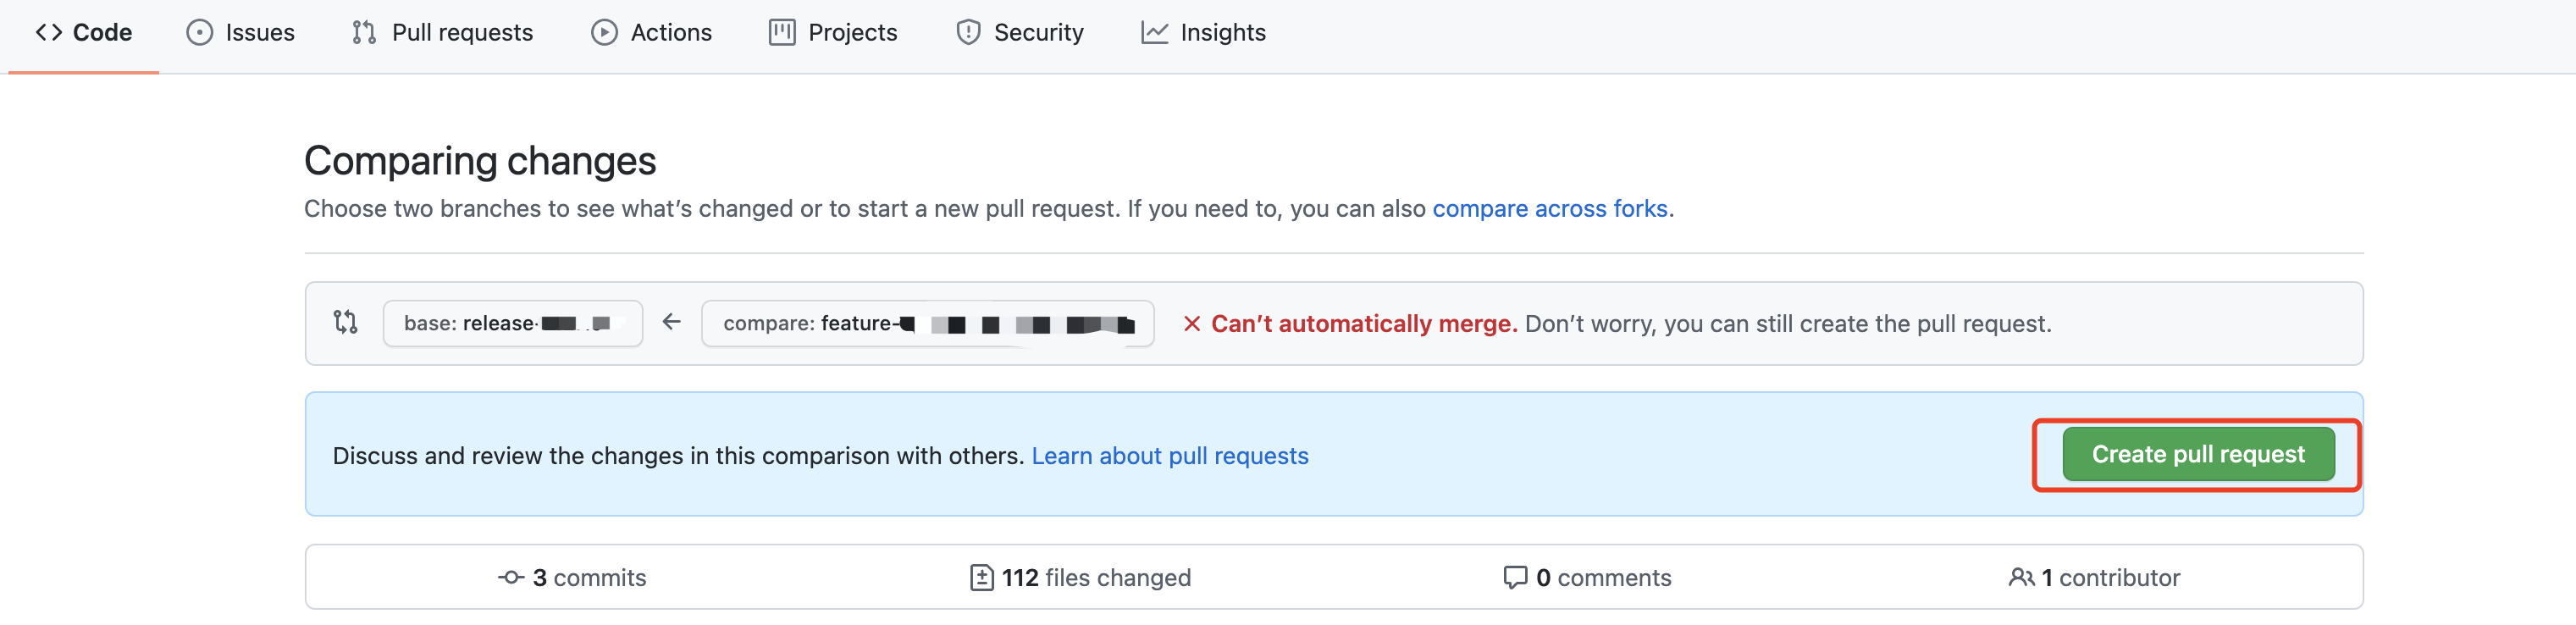 Code Issues Pull requests Actions Projects Security Insights
Comparing changes
Choose two branches to see what’s changed or to start a new pull request. If you need to, you can also compare across forks.
base: release- compare: feature- Can’t automatically merge. Don’t worry, you can still create the pull request.
Discuss and review the changes in this comparison with others. Learn about pull requests Create pull request
3 commits 112 files changed 0 comments 1 contributor